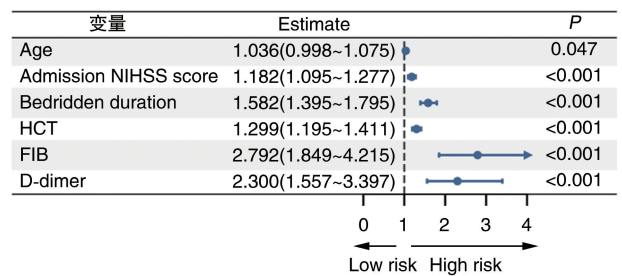 变量 Estimate P
Age 1.036(0.998~1.075) 0.047
Admission NIHSS score 1.182(1.095~1.277) <0.001
Bedridden duration 1.582(1.395~1.795) <0.001
HCT 1.299(1.195~1.411) <0.001
FIB 2.792(1.849~4.215) <0.001
D-dimer 2.300(1.557~3.397) <0.001
0 1 2 3 4
Low risk High risk